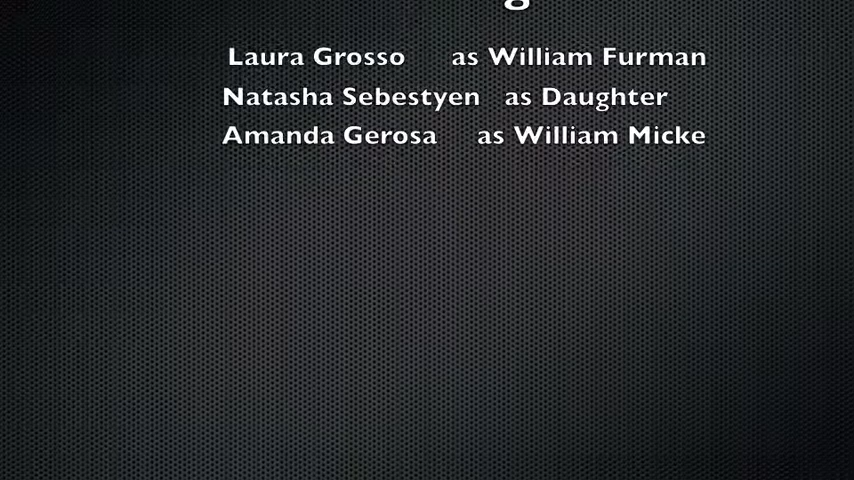 Laura Grosso as William Furman
Natasha Sebestyen as Daughter
Amanda Gerosa as William Micke